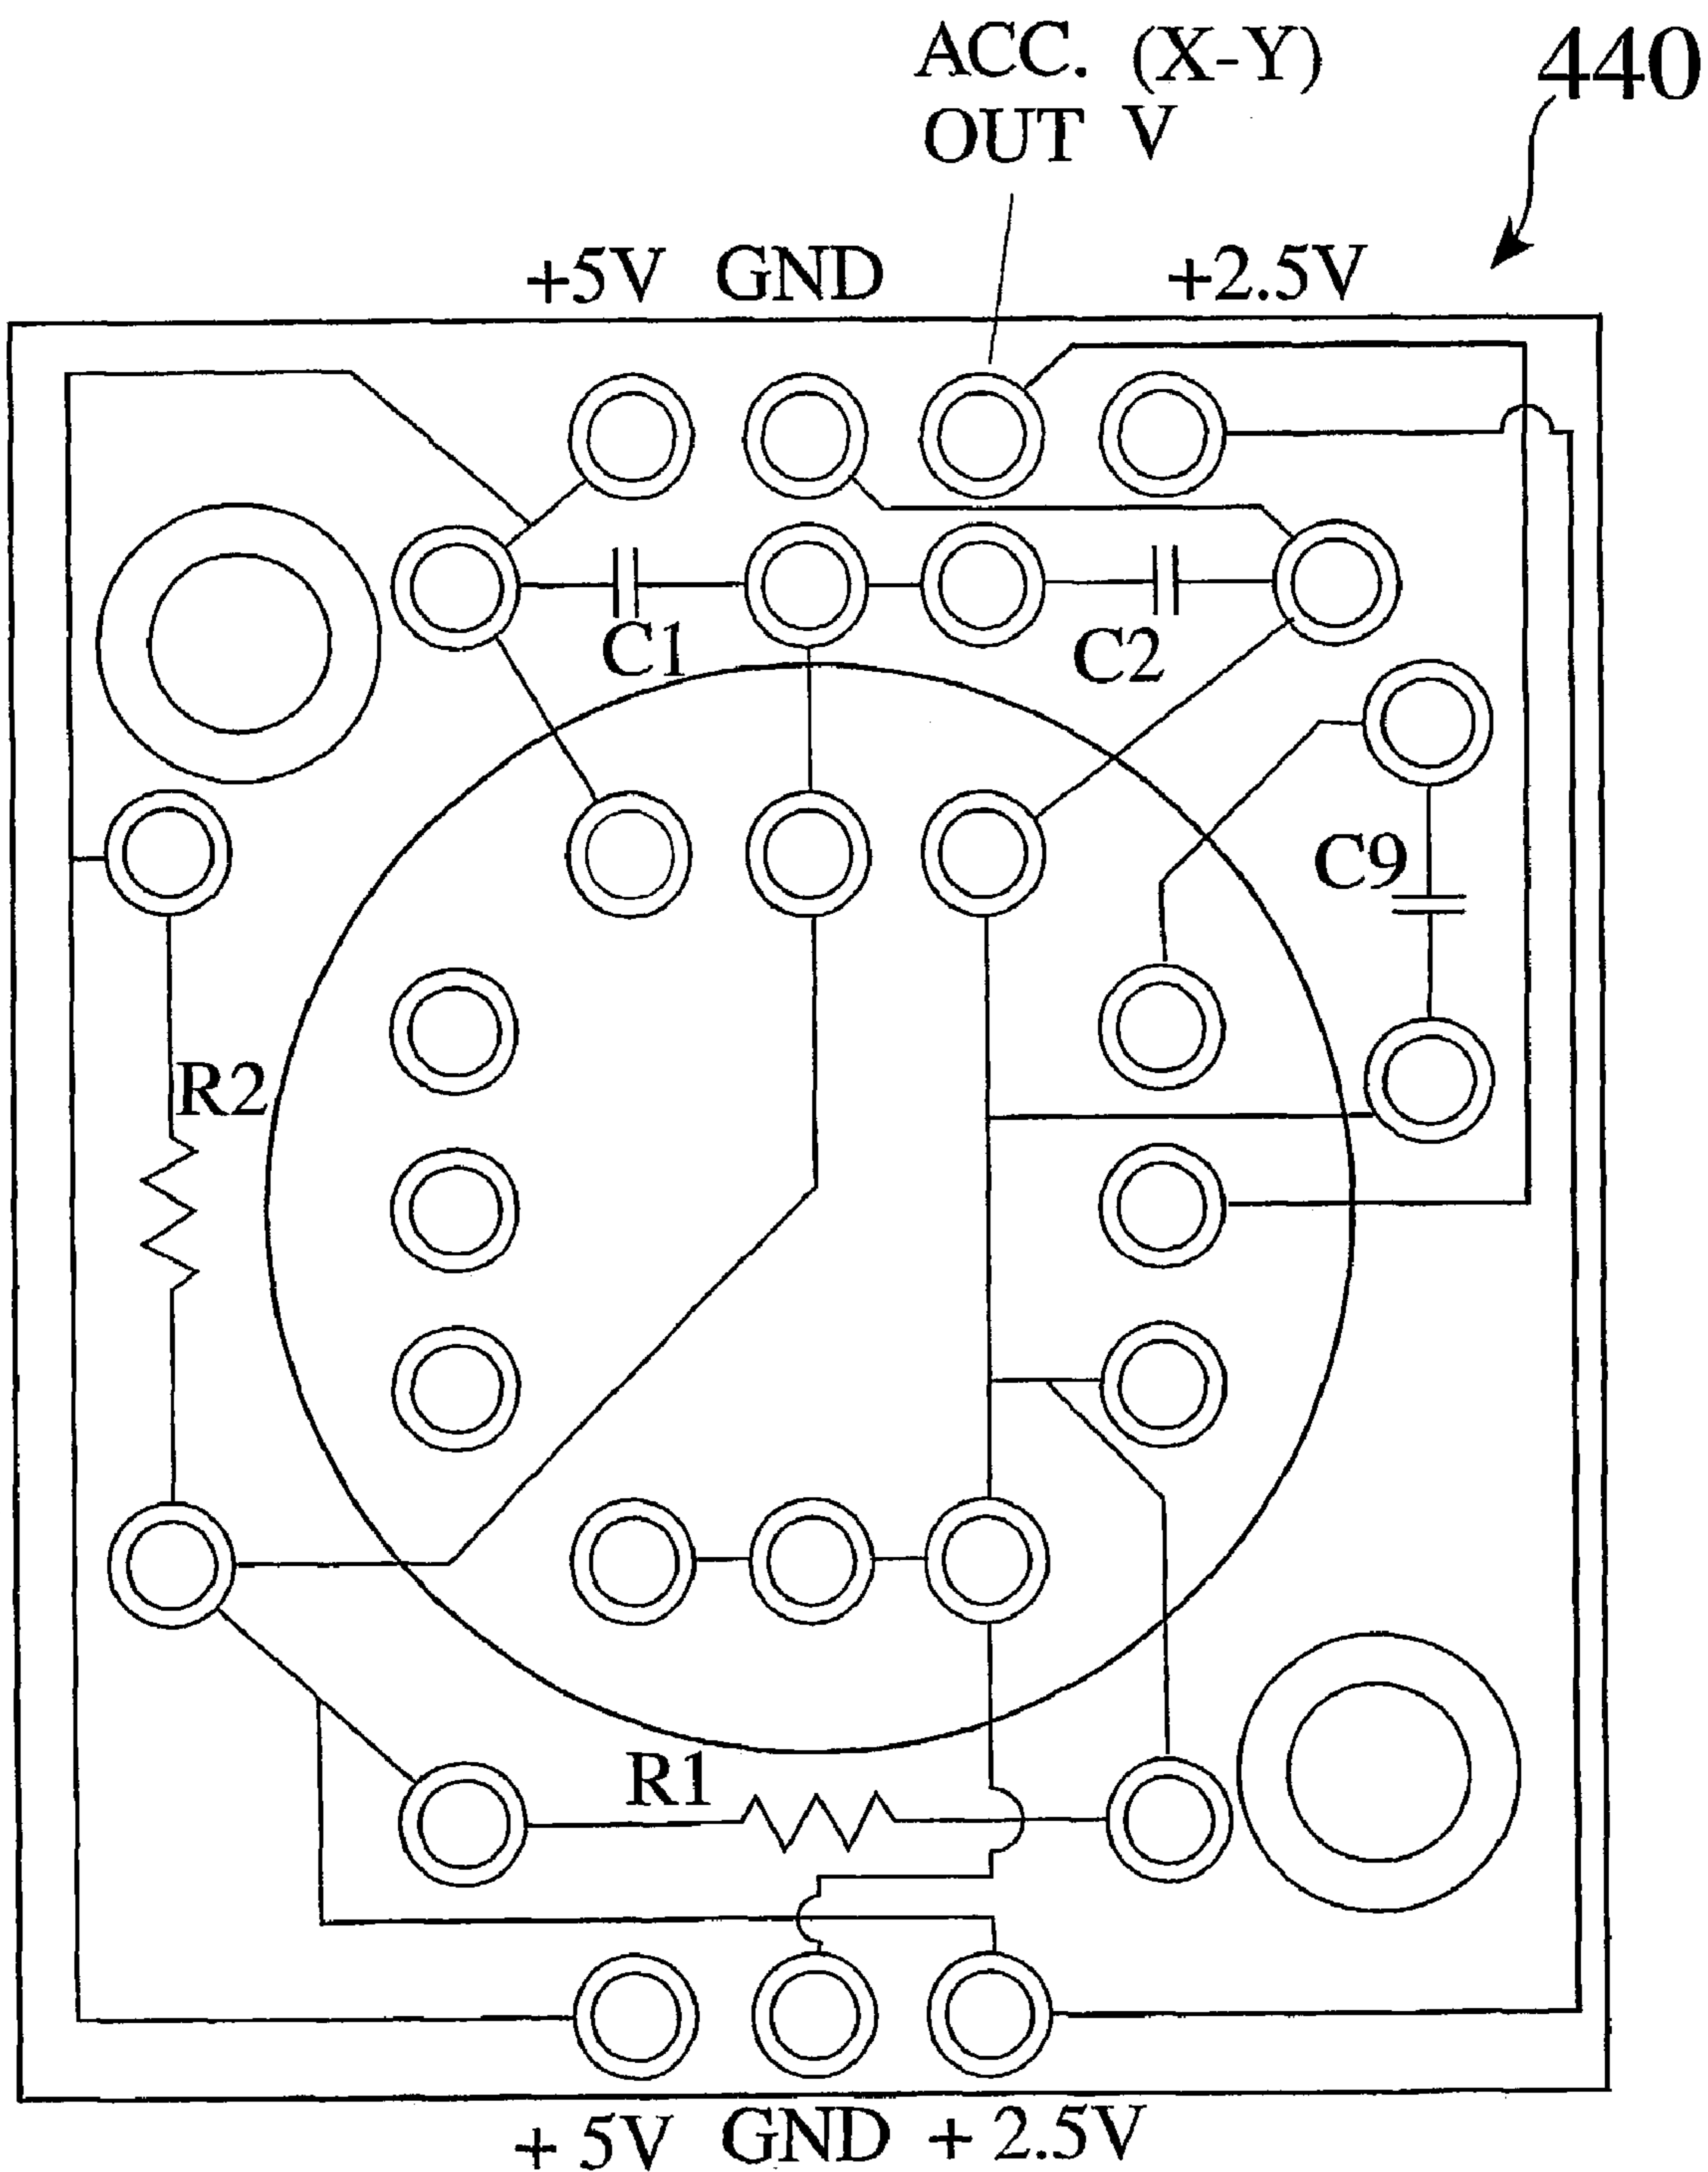 ACC. (X-Y)
OUT V
440
+5V GND +2.5V
C1
C2
C9
R2
R1
+ 5V GND + 2.5V